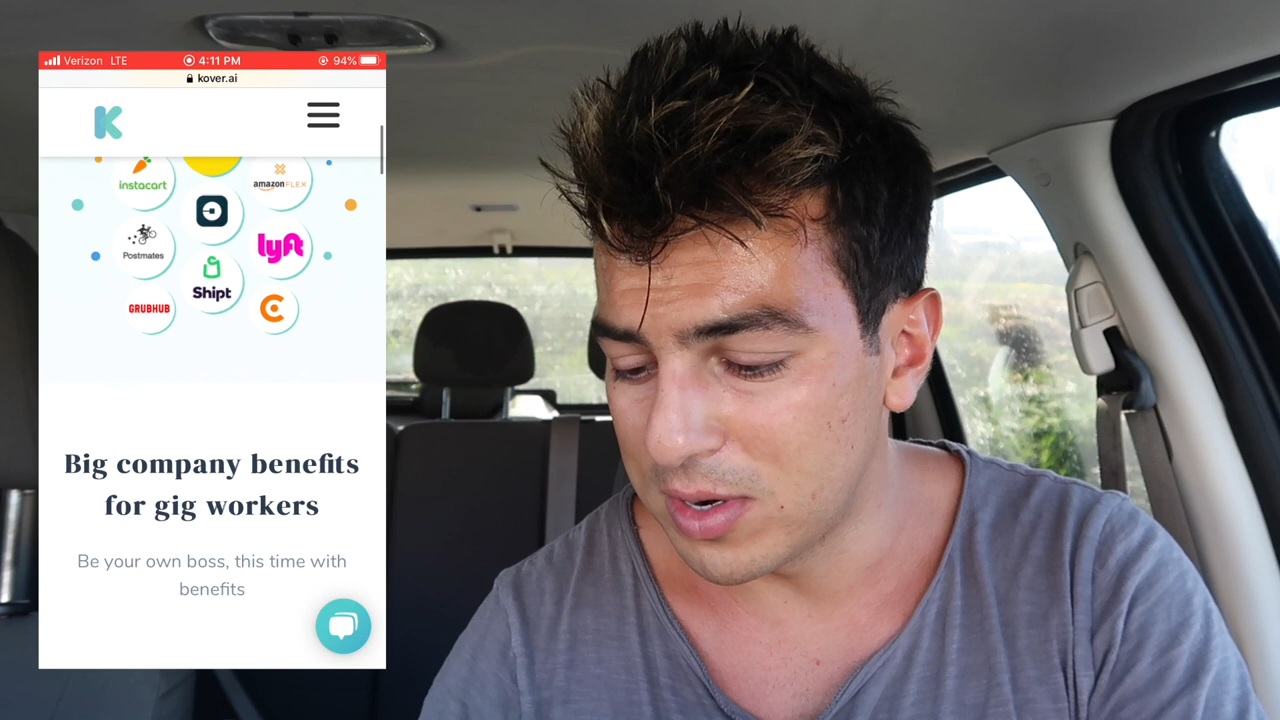 Verizon LTE 4:11 PM 94%
kover.ai
K
instacart
amazon FLEX
Postmates
lyft
Shipt
GRUBHUB
Big company benefits
for gig workers
Be your own boss, this time with
benefits